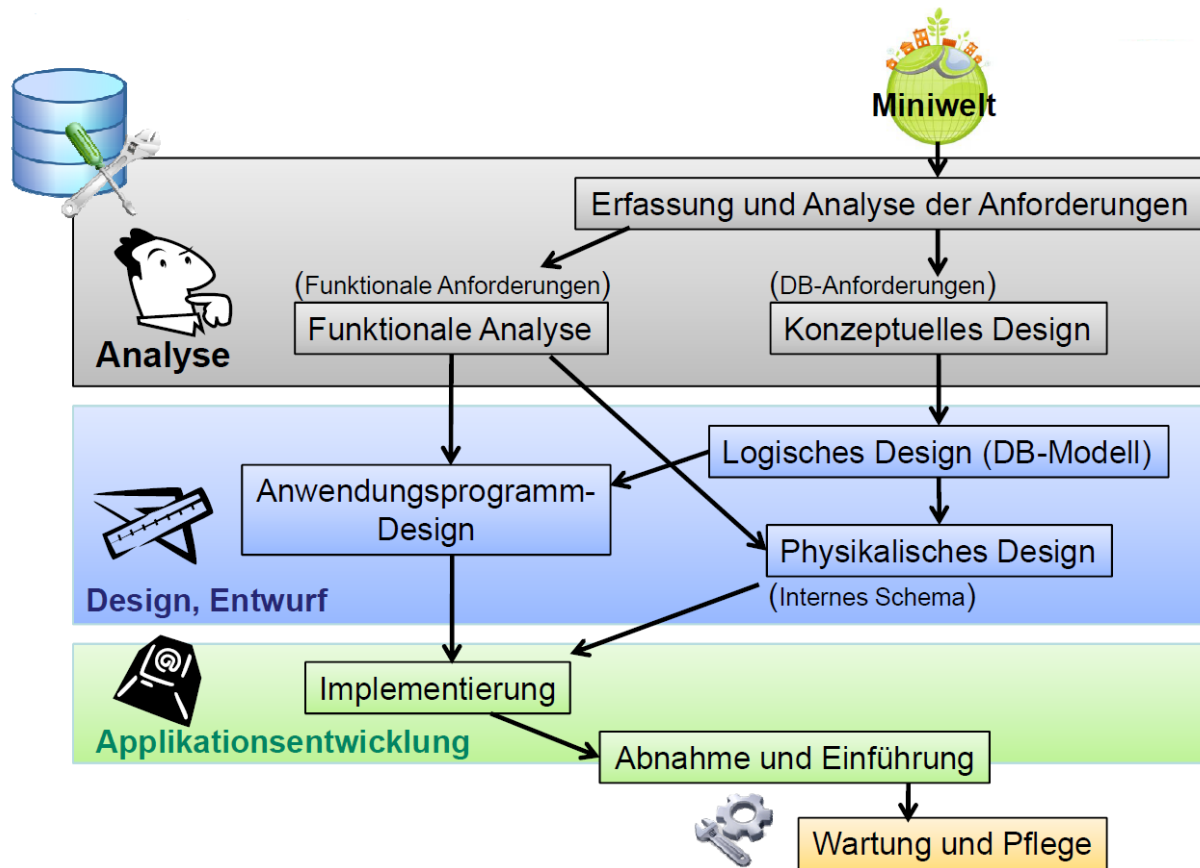 Miniwelt
Erfassung und Analyse der Anforderungen
(Funktionale Anforderungen)
(DB-Anforderungen)
Funktionale Analyse
Konzeptuelles Design
Analyse
Logisches Design (DB-Modell)
Anwendungsprogramm-
Design
Physikalisches Design
(Internes Schema)
Design, Entwurf
@
Implementierung
Applikationsentwicklung
Abnahme und Einführung
Wartung und Pflege